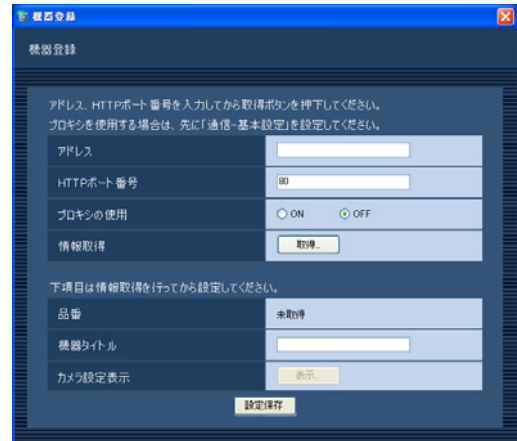 機器登録
機器登録
アドレス、HTTPポート番号を入力してから取得ボタンを押下してください。
プロキシを使用する場合は、先に「通信-基本設定」を設定してください。
アドレス
HTTPポート番号 80
プロキシの使用 ON OFF
情報取得 取得...
下項目は情報取得を行ってから設定してください。
品番 未取得
機器タイトル
カメラ設定表示 表示...
設定保存